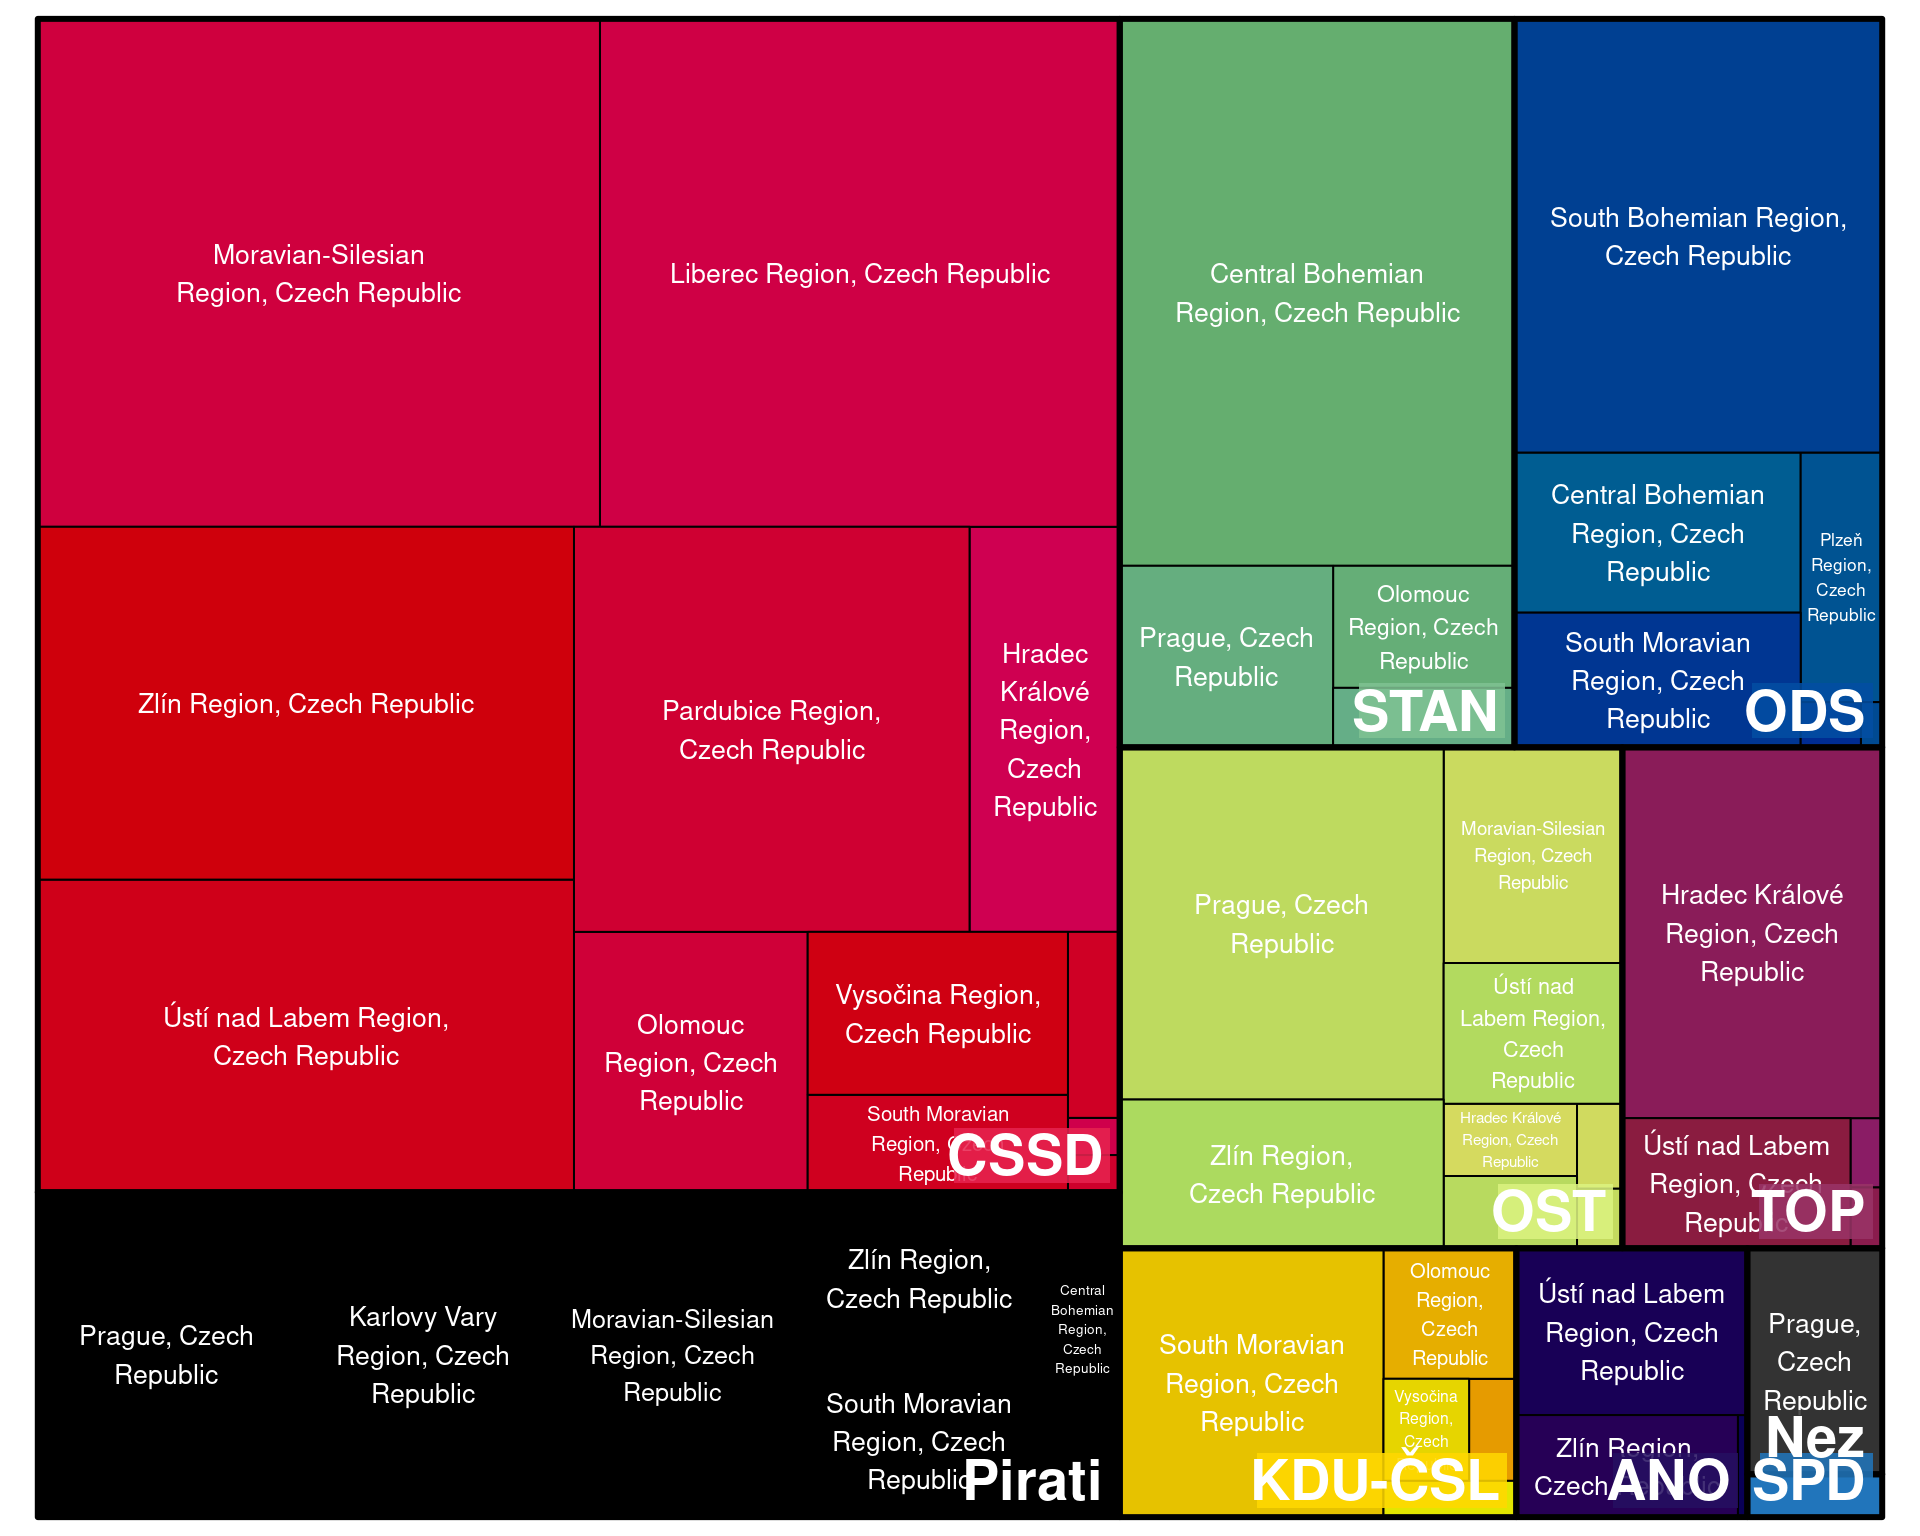 Moravian-Silesian
Region, Czech Republic
Liberec Region, Czech Republic
Zlín Region, Czech Republic
Pardubice Region,
Czech Republic
Hradec
Králové
Region,
Czech
Republic
Ústí nad Labem Region,
Czech Republic
Olomouc
Region, Czech
Republic
Vysočina Region,
Czech Republic
South Moravian
Region, Czech
Republic
CSSD
Prague, Czech
Republic
Karlovy Vary
Region, Czech
Republic
Moravian-Silesian
Region, Czech
Republic
Zlín Region,
Czech Republic
South Moravian
Region, Czech
Republic
Central
Bohemian
Region,
Czech
Republic
Pirati
Central Bohemian
Region, Czech Republic
Prague, Czech
Republic
Olomouc
Region, Czech
Republic
STAN
South Bohemian Region,
Czech Republic
Central Bohemian
Region, Czech
Republic
Plzeň
Region,
Czech
Republic
South Moravian
Region, Czech
Republic
ODS
Prague, Czech
Republic
Moravian-Silesian
Region, Czech
Republic
Ústí nad
Labem Region,
Czech
Republic
Zlín Region,
Czech Republic
Hradec Králové
Region, Czech
Republic
OST
Hradec Králové
Region, Czech
Republic
Ústí nad Labem
Region, Czech
Republic
TOP
South Moravian
Region, Czech
Republic
Olomouc
Region,
Czech
Republic
Vysočina
Region,
Czech
KDU-ČSL
Ústí nad Labem
Region, Czech
Republic
Zlín Region,
Czech Republic
ANO
Prague,
Czech
Republic
Nez
SPD